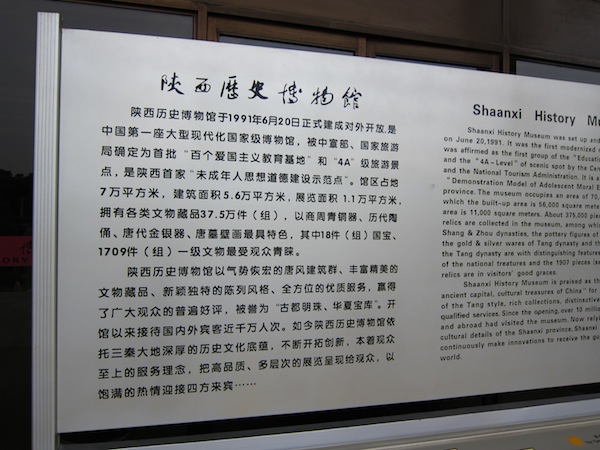 陕西歷史博物館
陕西历史博物馆于1991年6月20日正式建成对外开放,是
中国第一座大型现代化国家级博物馆，被中宣部、国家旅游
局确定为首批“百个爱国主义教育基地”和“4A”级旅游景
点，是陕西首家“未成年人思想道德建设示范点”。馆区占地
7万平方米，建筑面积5.6万平方米，展览面积1.1万平方米，
拥有各类文物藏品37.5万件（组），以商周青铜器、历代陶
俑、唐代金银器、唐墓壁画最具特色，其中18件（组）国宝、
1709件（组）一级文物最受观众青睐。
陕西历史博物馆以气势恢宏的唐风建筑群、丰富精美的
文物藏品、新颖独特的陈列风格、全方位的优质服务，赢得
了广大观众的普遍好评，被誉为“古都明珠、华夏宝库”。开
馆以来接待国内外宾客近千万人次。如今陕西历史博物馆依
托三秦大地深厚的历史文化底蕴，不断开拓创新，本着观众
至上的服务理念，把高品质、多层次的展览呈现给观众，以
饱满的热情迎接四方来宾……
Shaanxi History Mu
Shaanxi History Museum was set up and
on June 20,1991. It was the first modernized
was affirmed as the first group of the "Education
and the "4A-Level" of scenic spot by the Cen
and the National Tourism Administration. It is a
"Demonstration Model of Adolescent Moral E
province. The museum occupies an area of 70,
which the built-up area is 56,000 square mete
area is 11,000 square meters. About 375,000 piec
relics are collected in the museum, among whic
Shang & Zhou dynasties, the pottery figures of
the gold & silver wares of Tang dynasty and th
the Tang dynasty are with distinguishing features
of the national treatures and the 1907 pieces (se
relics are in visitors' good graces.
Shaanxi History Museum is praised as the
ancient capital, cultural treasures of China" for
of the Tang style, rich collections, distinctive
qualified services. Since the opening, over 10 million
and abroad had visited the museum. Now relyi
cultural details of the Shaanxi province, Shaanxi
continuously make innovations to receive the gu
world.